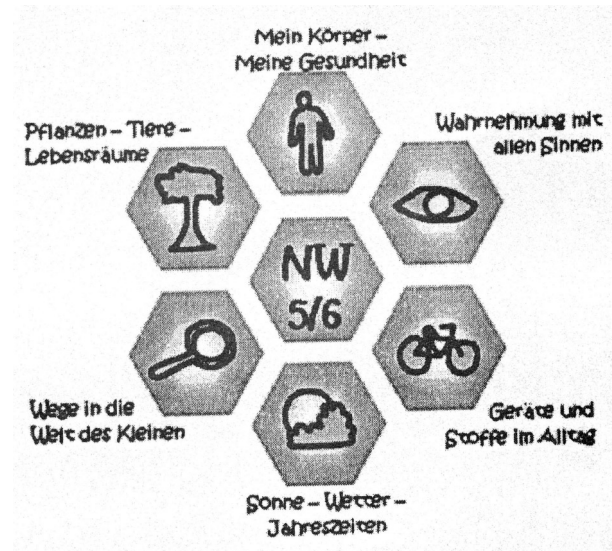 Mein Körper –
Meine Gesundheit
Pflanzen – Tiere –
Lebensräume
Wahrnehmung mit
allen Sinnen
NW
5/6
Wege in die
Welt des Kleinen
Geräte und
Stoffe im Alltag
Sonne – Wetter –
Jahreszeiten